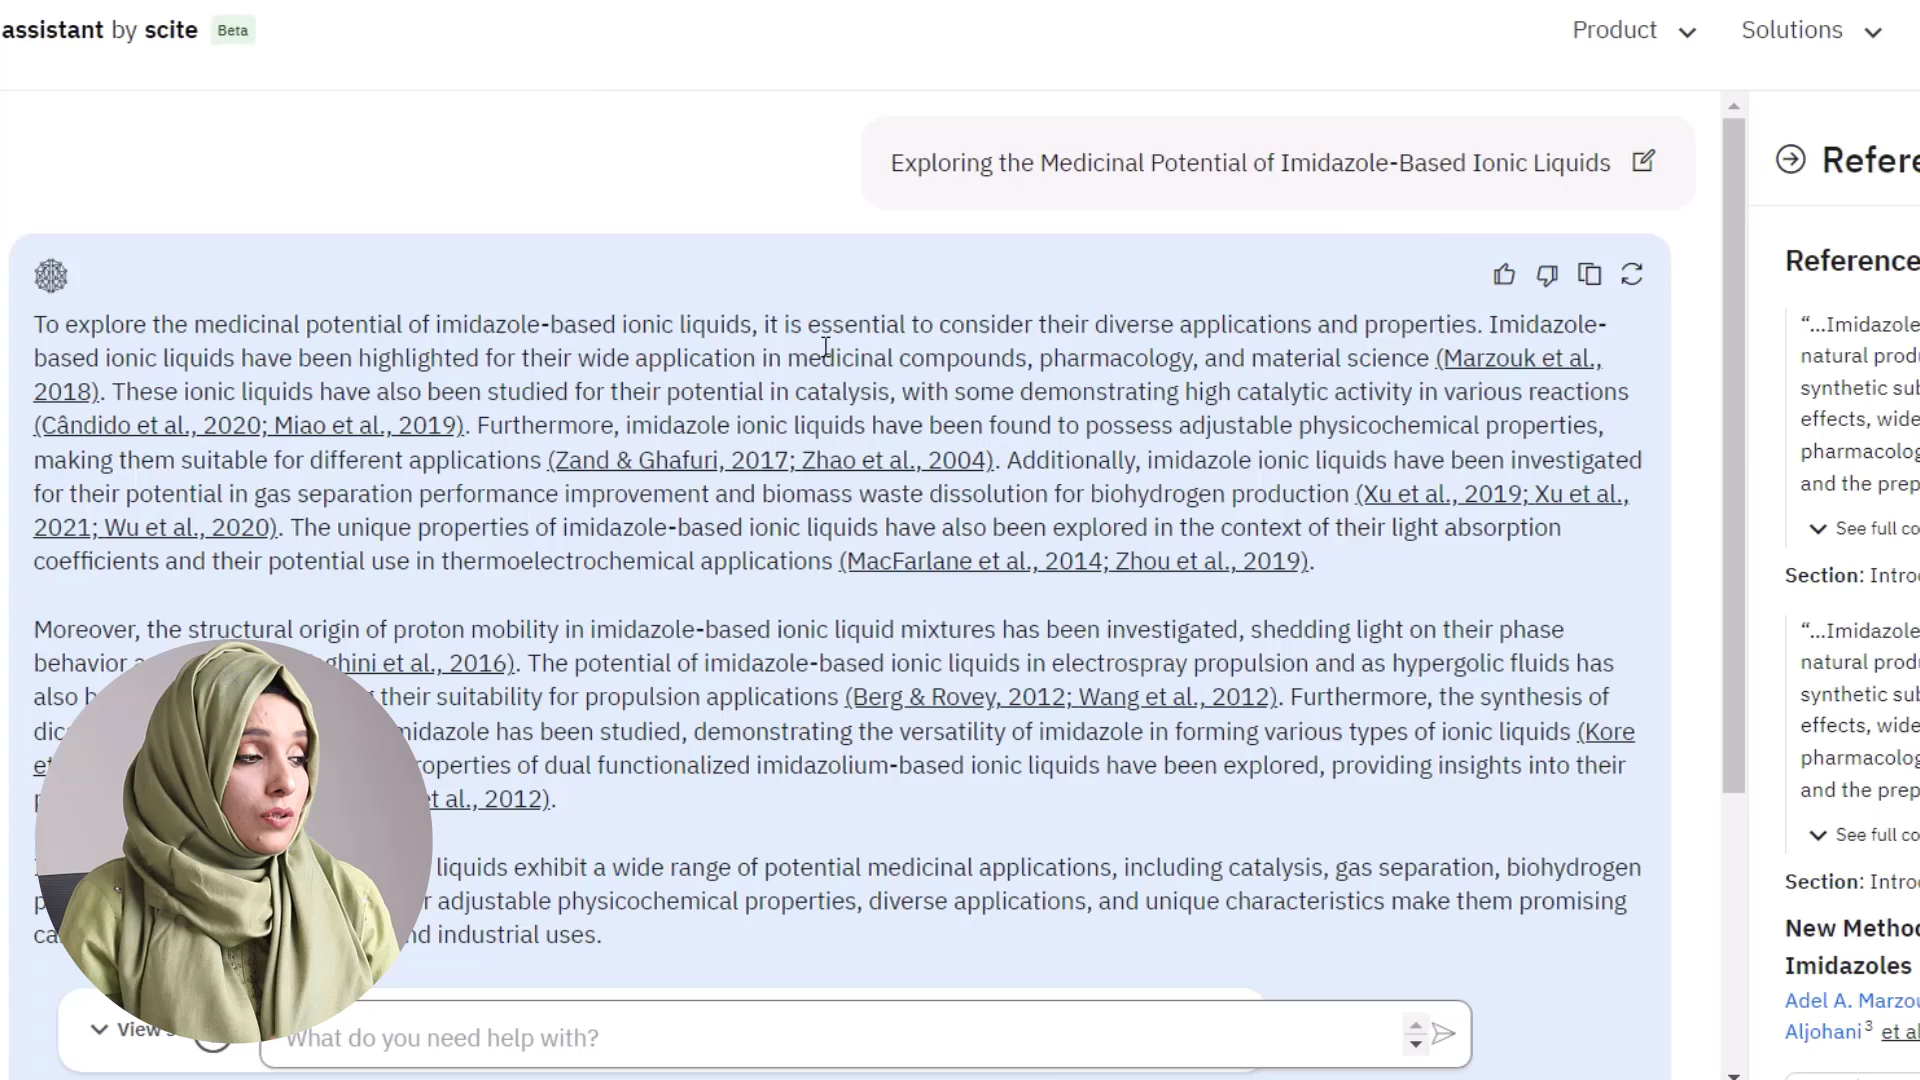 assistant by scite Beta
Product
Solutions
Exploring the Medicinal Potential of Imidazole-Based Ionic Liquids
To explore the medicinal potential of imidazole-based ionic liquids, it is essential to consider their diverse applications and properties. Imidazole-
based ionic liquids have been highlighted for their wide application in medicinal compounds, pharmacology, and material science (Marzouk et al.,
2018). These ionic liquids have also been studied for their potential in catalysis, with some demonstrating high catalytic activity in various reactions
(Cândido et al., 2020; Miao et al., 2019). Furthermore, imidazole ionic liquids have been found to possess adjustable physicochemical properties,
making them suitable for different applications (Zand & Ghafuri, 2017; Zhao et al., 2004). Additionally, imidazole ionic liquids have been investigated
for their potential in gas separation performance improvement and biomass waste dissolution for biohydrogen production (Xu et al., 2019; Xu et al.,
2021; Wu et al., 2020). The unique properties of imidazole-based ionic liquids have also been explored in the context of their light absorption
coefficients and their potential use in thermoelectrochemical applications (MacFarlane et al., 2014; Zhou et al., 2019).
Moreover, the structural origin of proton mobility in imidazole-based ionic liquid mixtures has been investigated, shedding light on their phase
behavior et al., 2016). The potential of imidazole-based ionic liquids in electrospray propulsion and as hypergolic fluids has
also their suitability for propulsion applications (Berg & Rovey, 2012; Wang et al., 2012). Furthermore, the synthesis of
has been studied, demonstrating the versatility of imidazole in forming various types of ionic liquids (Kore
of dual functionalized imidazolium-based ionic liquids have been explored, providing insights into their
al., 2012).
liquids exhibit a wide range of potential medicinal applications, including catalysis, gas separation, biohydrogen
adjustable physicochemical properties, diverse applications, and unique characteristics make them promising
industrial uses.
View
What do you need help with?
Refere
Reference
“...Imidazole
natural prod
synthetic sub
effects, wide
pharmacolog
and the prep
See full co
Section: Intro
“...Imidazole
natural prod
synthetic sub
effects, wide
pharmacolog
and the prep
See full co
Section: Intro
New Method
Imidazoles
Adel A. Marzou
Aljohani³ et al